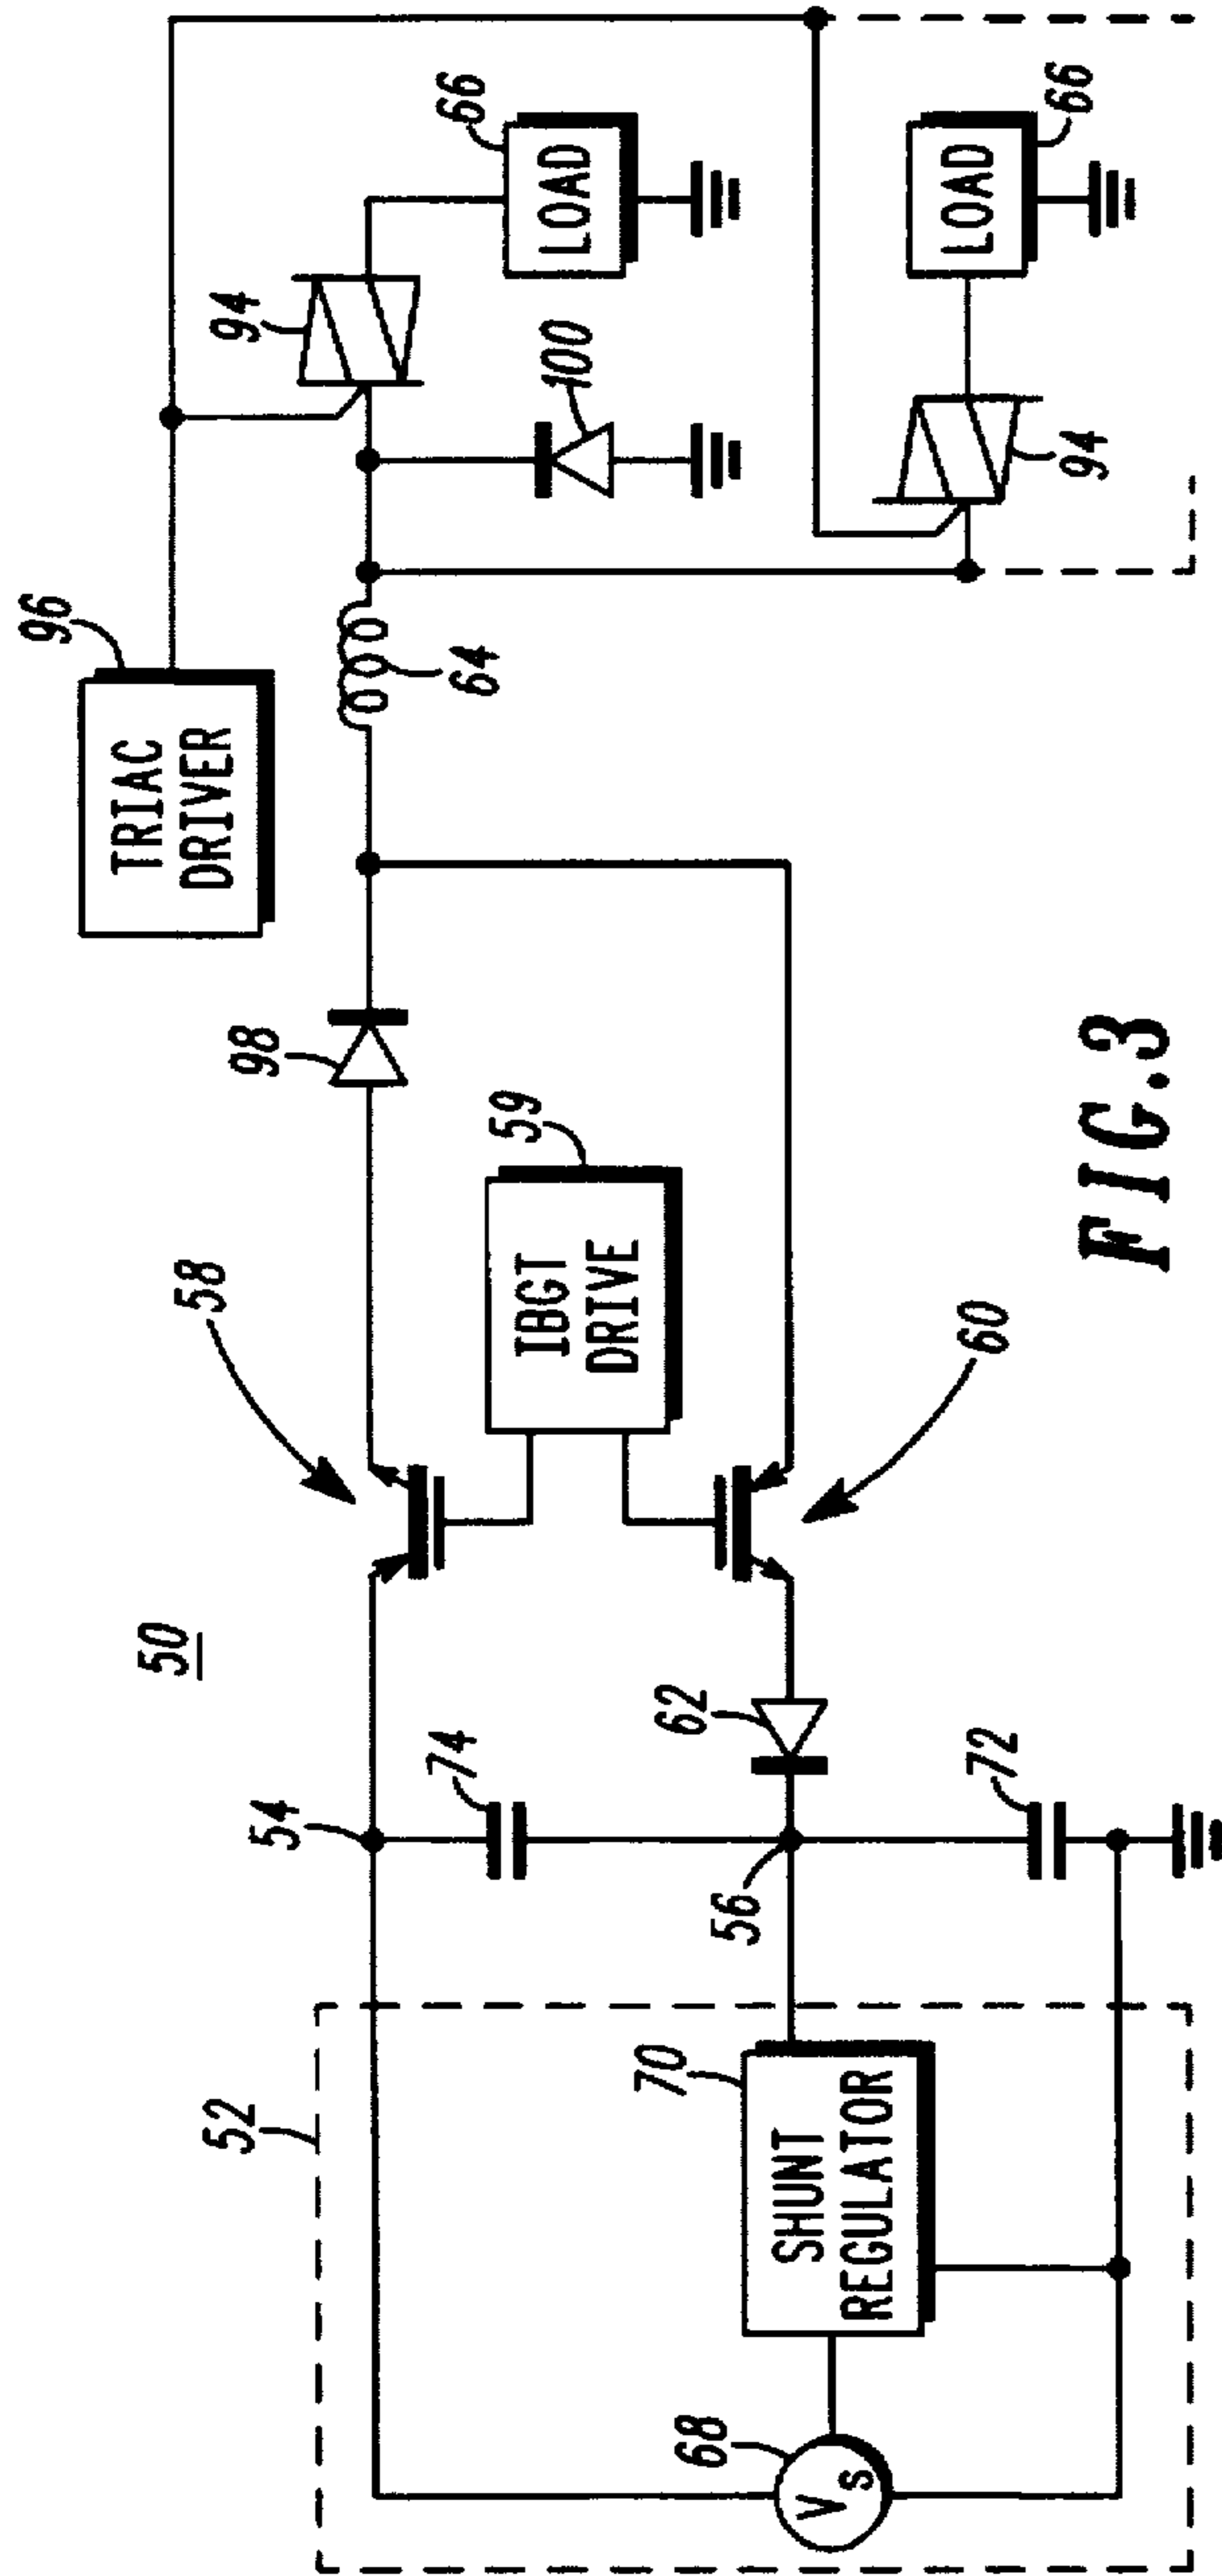 96
TRIAC
DRIVER
94
66
LOAD
98
64
100
58
59
IBGT
DRIVE
50
54
74
62
60
94
66
LOAD
52
56
72
70
SHUNT
REGULATOR
68
Vs
FIG.3